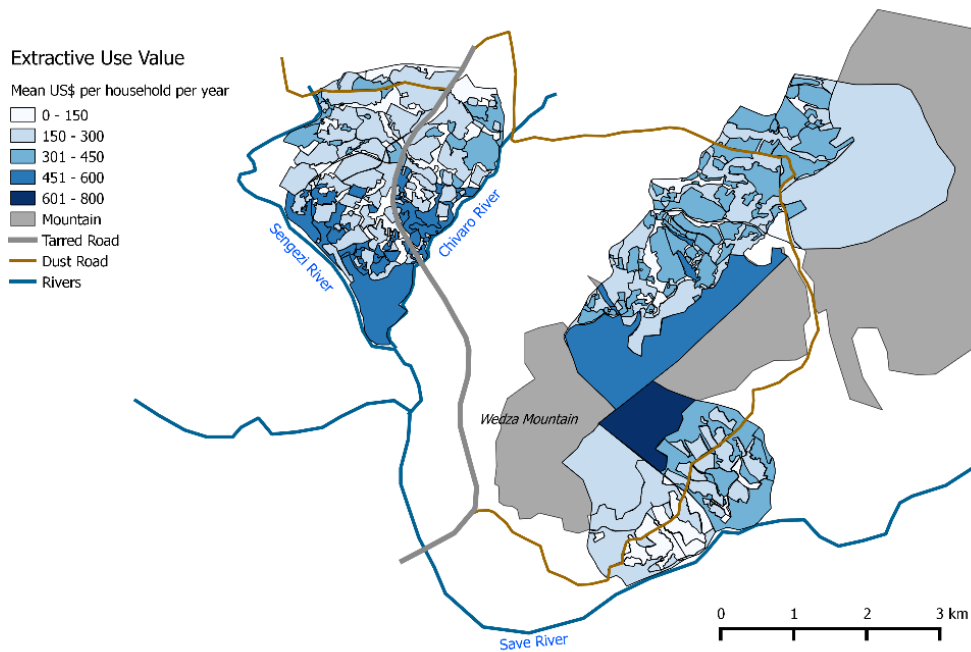 Extractive Use Value
Mean US$ per household per year
0 - 150
150 - 300
301 - 450
451 - 600
601 - 800
Mountain
Tarred Road
Dust Road
Rivers
Sengezi River
Chivaro River
Wedza Mountain
Save River
0 1 2 3 km